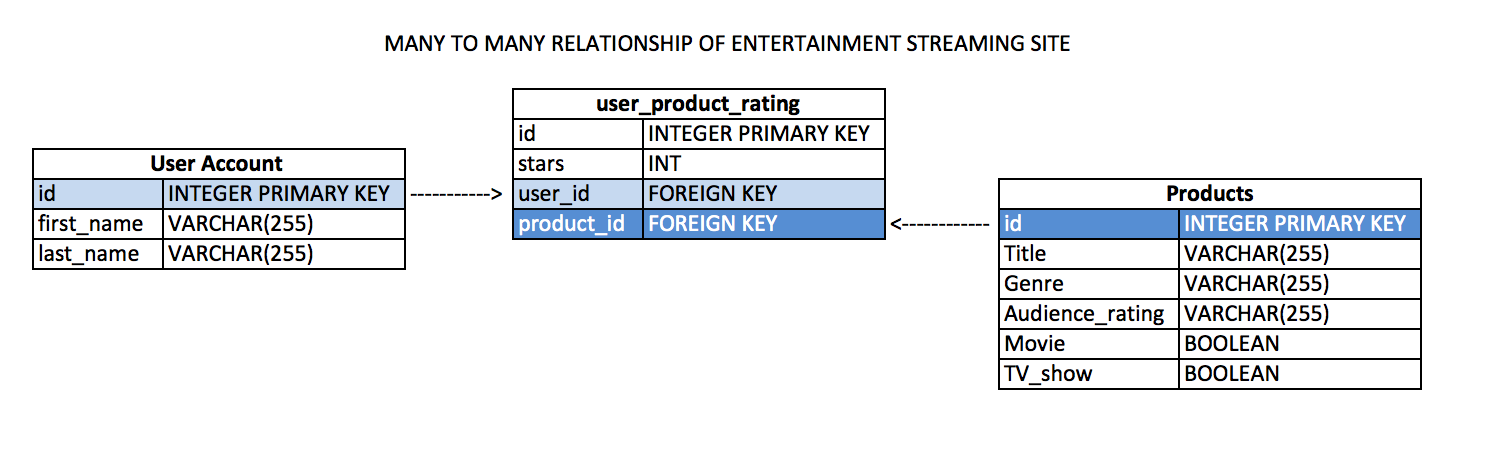 MANY TO MANY RELATIONSHIP OF ENTERTAINMENT STREAMING SITE
User Account
id INTEGER PRIMARY KEY
first_name VARCHAR(255)
last_name VARCHAR(255)
----------->
user_product_rating
id INTEGER PRIMARY KEY
stars INT
user_id FOREIGN KEY
product_id FOREIGN KEY
<------------
Products
id INTEGER PRIMARY KEY
Title VARCHAR(255)
Genre VARCHAR(255)
Audience_rating VARCHAR(255)
Movie BOOLEAN
TV_show BOOLEAN